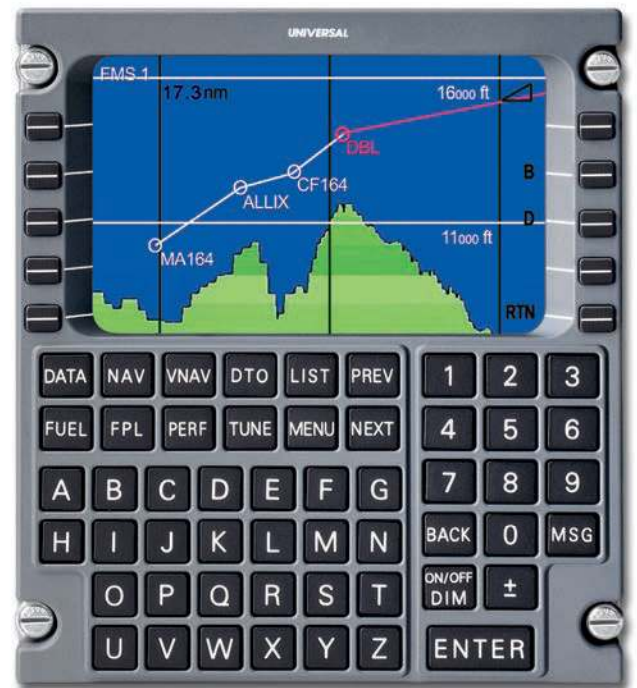 UNIVERSAL
FMS 1
17.3nm
16000 ft
DBL
B
CF164
ALLIX
D
11000 ft
MA164
RTN
DATA NAV VNAV DTO LIST PREV 1 2 3
FUEL FPL PERF TUNE MENU NEXT 4 5 6
A B C D E F G 7 8 9
H I J K L M N BACK 0 MSG
O P Q R S T ON/OFF DIM ±
U V W X Y Z ENTER